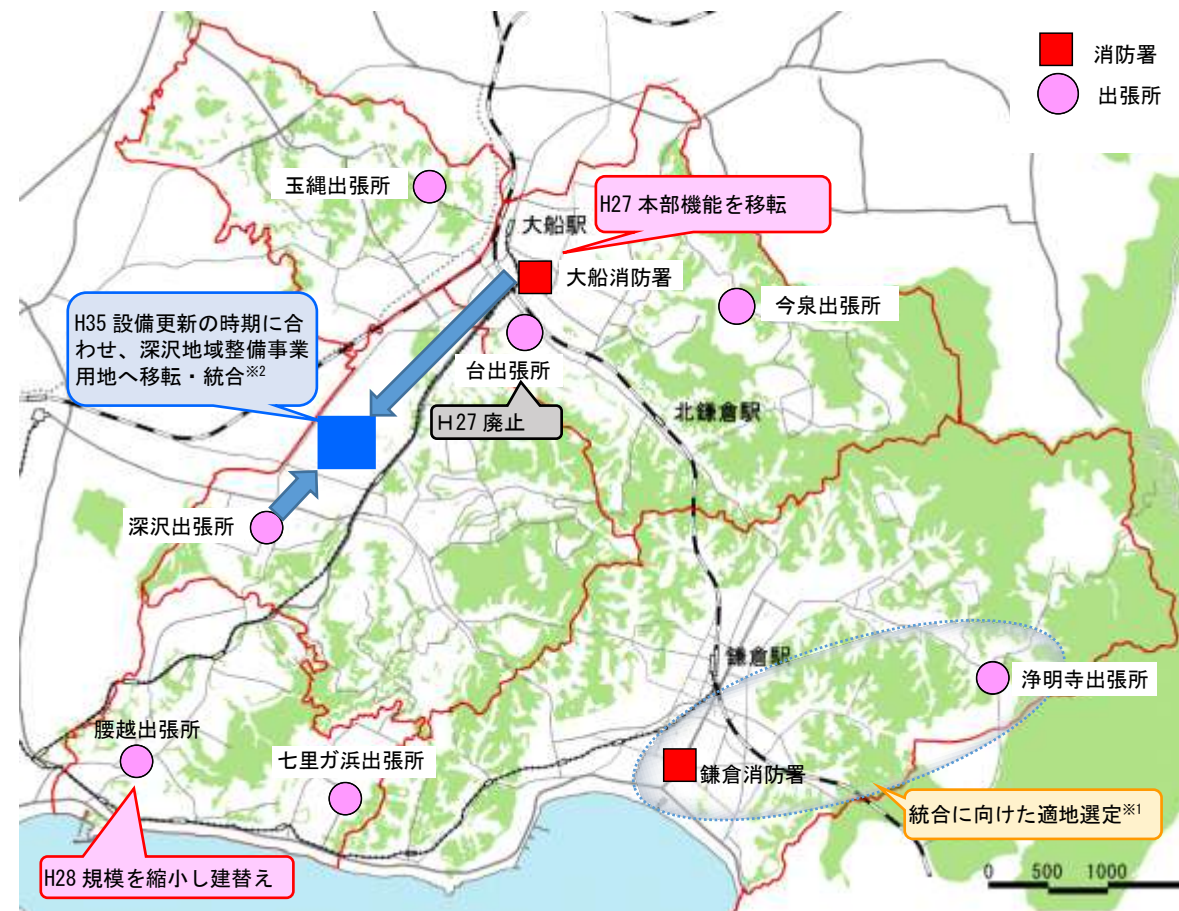 消防署
出張所
玉縄出張所
H27 本部機能を移転
大船駅
大船消防署
今泉出張所
H35 設備更新の時期に合
わせ、深沢地域整備事業
用地へ移転・統合※2
台出張所
H27 廃止
北鎌倉駅
深沢出張所
鎌倉駅
浄明寺出張所
腰越出張所
七里ガ浜出張所
鎌倉消防署
統合に向けた適地選定※1
H28 規模を縮小し建替え
0 500 1000